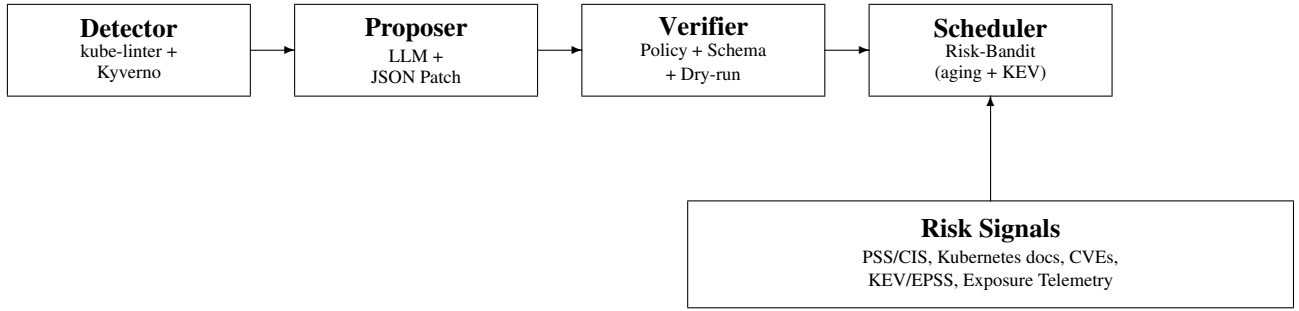 Detector
kube-linter +
Kyverno
Proposer
LLM +
JSON Patch
Verifier
Policy + Schema
+ Dry-run
Scheduler
Risk-Bandit
(aging + KEV)
Risk Signals
PSS/CIS, Kubernetes docs, CVEs,
KEV/EPSS, Exposure Telemetry